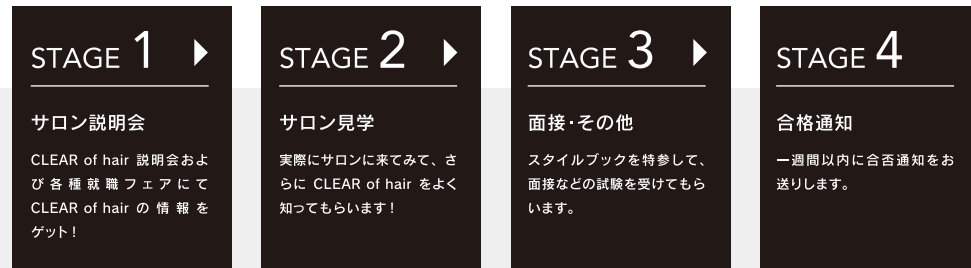 STAGE 1
サロン説明会
CLEAR of hair 説明会およ
び各種就職フェアにて
CLEAR of hair の情報を
ゲット！
STAGE 2
サロン見学
実際にサロンに来てみて、さ
らに CLEAR of hair をよく
知ってもらいます！
STAGE 3
面接・その他
スタイルブックを特参して、
面接などの試験を受けてもら
います。
STAGE 4
合格通知
一週間以内に合否通知をお
送りします。